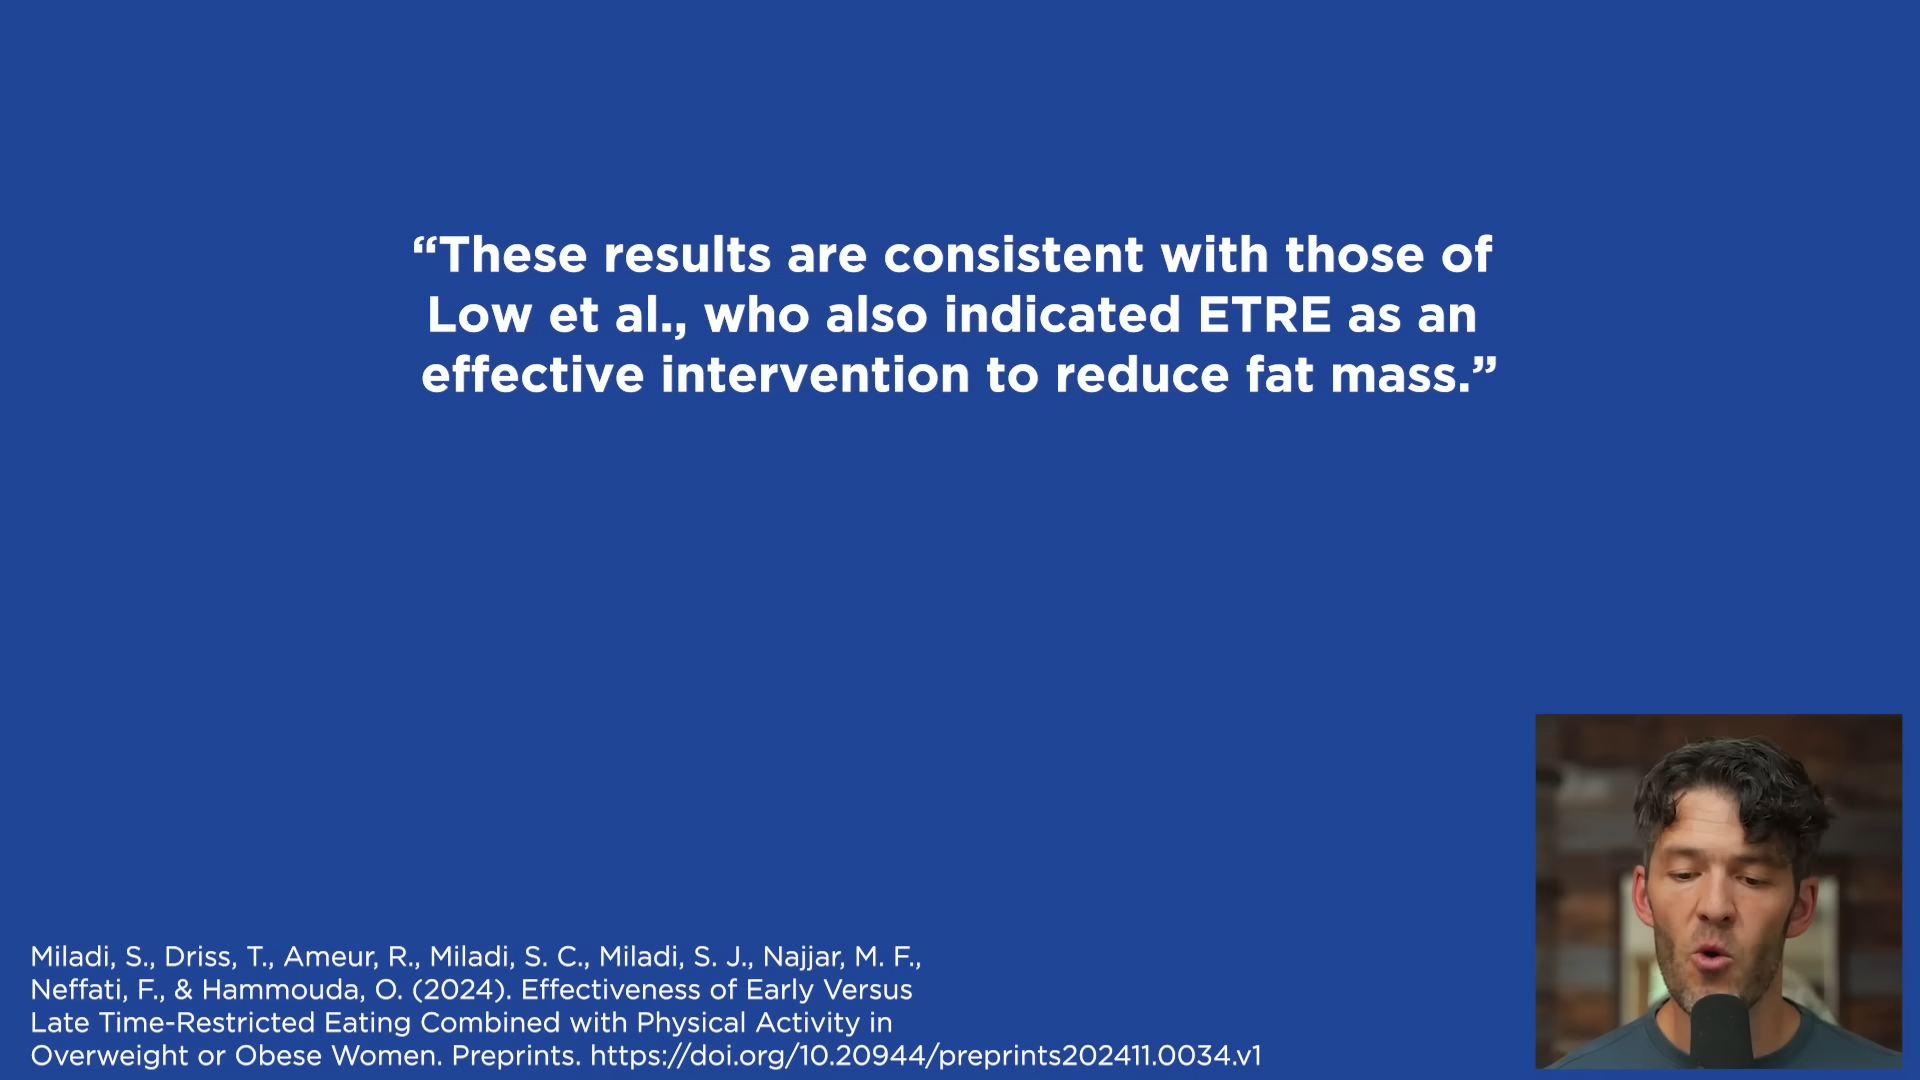 “These results are consistent with those of
Low et al., who also indicated ETRE as an
effective intervention to reduce fat mass.”
Miladi, S., Driss, T., Ameur, R., Miladi, S. C., Miladi, S. J., Najjar, M. F.,
Neffati, F., & Hammouda, O. (2024). Effectiveness of Early Versus
Late Time-Restricted Eating Combined with Physical Activity in
Overweight or Obese Women. Preprints. https://doi.org/10.20944/preprints202411.0034.v1